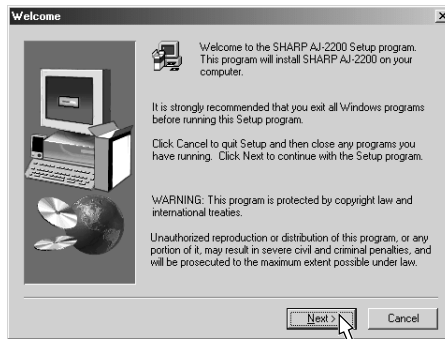 Welcome
Welcome to the SHARP AJ-2200 Setup program.
This program will install SHARP AJ-2200 on your
computer.
It is strongly recommended that you exit all Windows programs
before running this Setup program.
Click Cancel to quit Setup and then close any programs you
have running. Click Next to continue with the Setup program.
WARNING: This program is protected by copyright law and
international treaties.
Unauthorized reproduction or distribution of this program, or any
portion of it, may result in severe civil and criminal penalties, and
will be prosecuted to the maximum extent possible under law.
Next >
Cancel